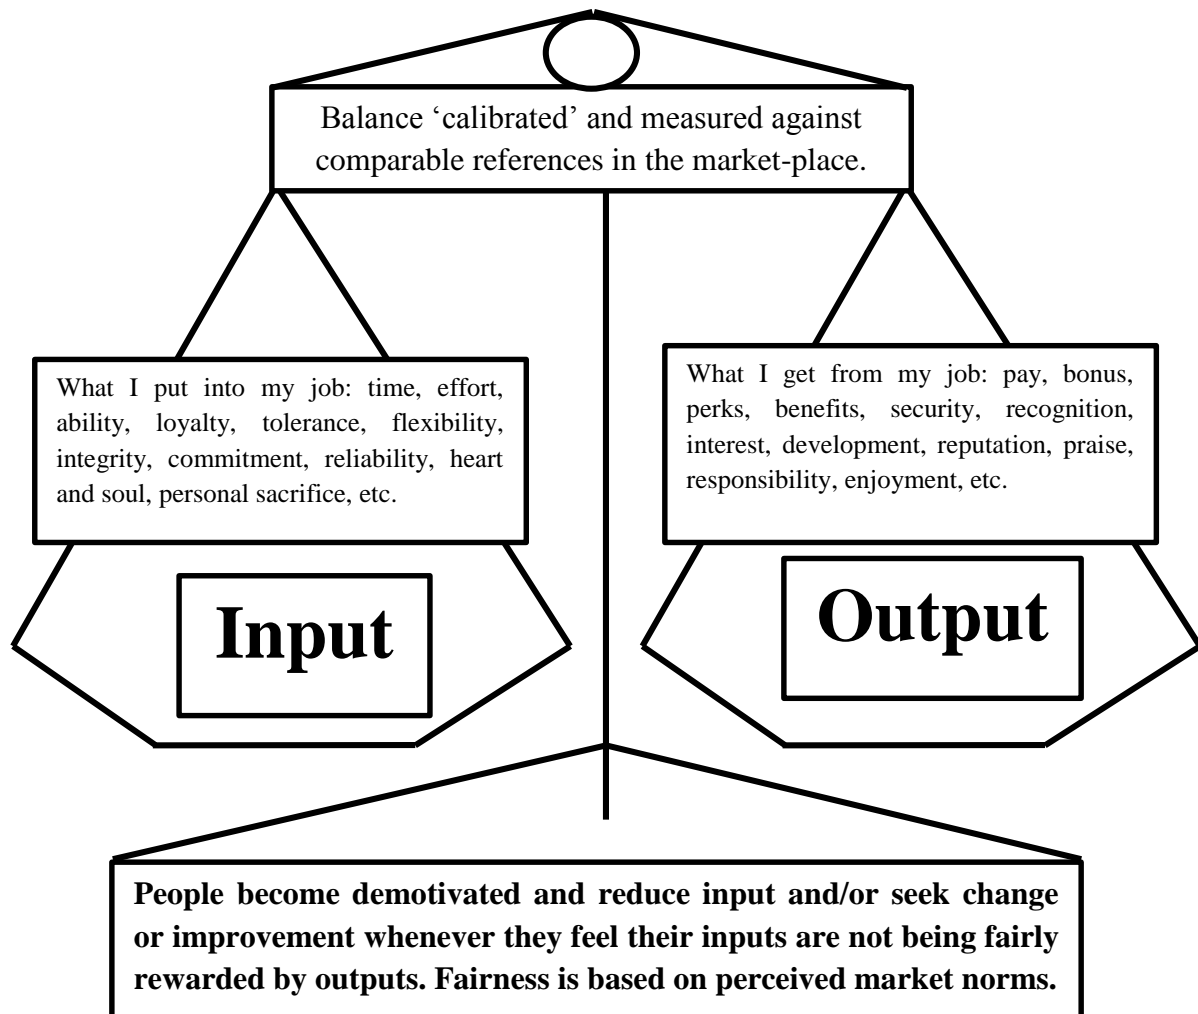 Balance ‘calibrated’ and measured against
comparable references in the market-place.
What I put into my job: time, effort,
ability, loyalty, tolerance, flexibility,
integrity, commitment, reliability, heart
and soul, personal sacrifice, etc.
What I get from my job: pay, bonus,
perks, benefits, security, recognition,
interest, development, reputation, praise,
responsibility, enjoyment, etc.
Input
Output
People become demotivated and reduce input and/or seek change
or improvement whenever they feel their inputs are not being fairly
rewarded by outputs. Fairness is based on perceived market norms.